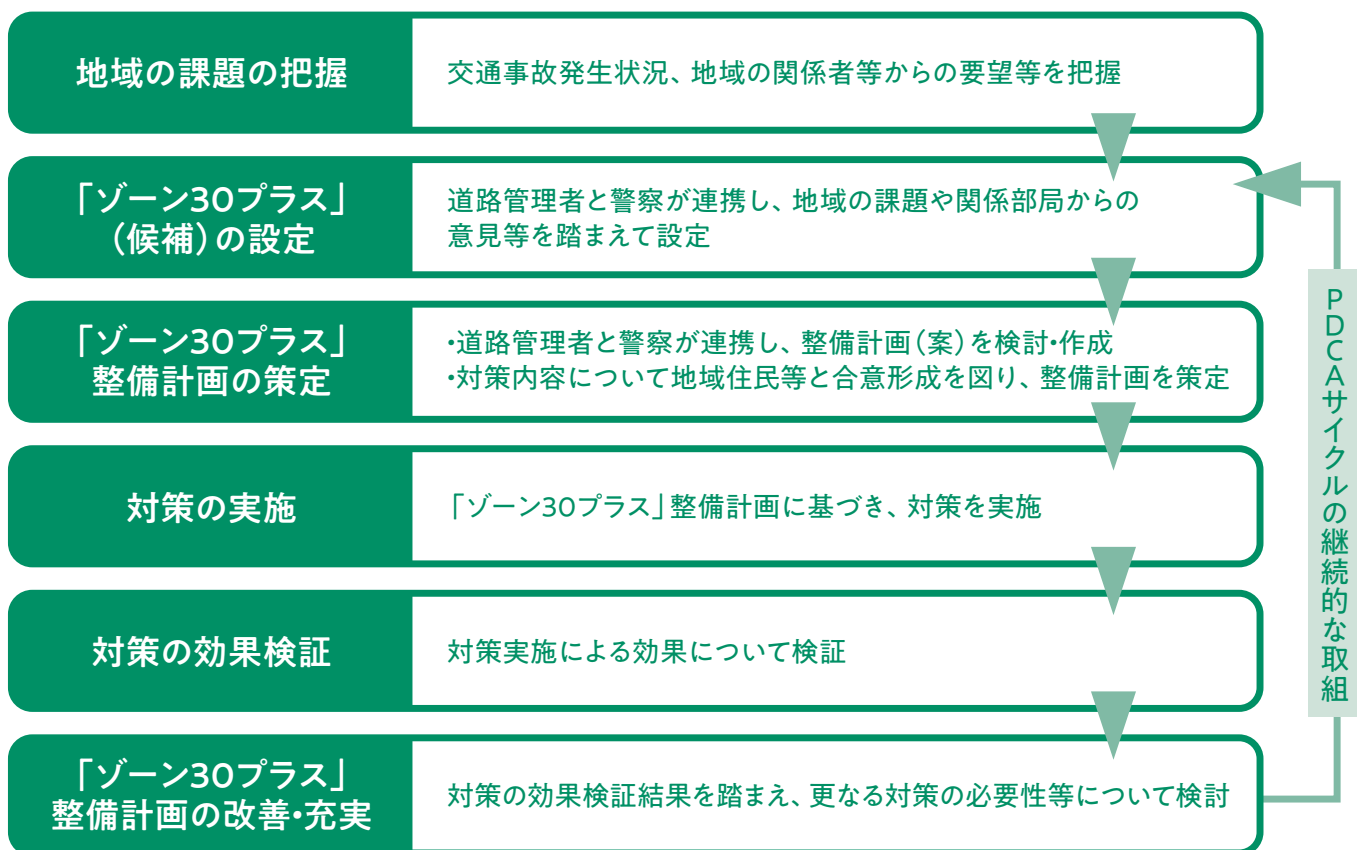 地域の課題の把握
交通事故発生状況、地域の関係者等からの要望等を把握
「ゾーン30プラス」
(候補)の設定
道路管理者と警察が連携し、地域の課題や関係部局からの
意見等を踏まえて設定
「ゾーン30プラス」
整備計画の策定
・道路管理者と警察が連携し、整備計画(案)を検討・作成
・対策内容について地域住民等と合意形成を図り、整備計画を策定
対策の実施
「ゾーン30プラス」整備計画に基づき、対策を実施
対策の効果検証
対策実施による効果について検証
「ゾーン30プラス」
整備計画の改善・充実
対策の効果検証結果を踏まえ、更なる対策の必要性等について検討
PDCAサイクルの継続的な取組